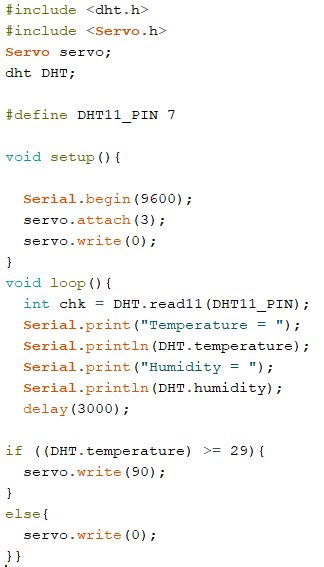 #include <dht.h>
#include <Servo.h>
Servo servo;
dht DHT;
#define DHT11_PIN 7
void setup(){
Serial.begin(9600);
servo.attach(3);
servo.write(0);
}
void loop(){
int chk = DHT.read11(DHT11_PIN);
Serial.print("Temperature = ");
Serial.println(DHT.temperature);
Serial.print("Humidity = ");
Serial.println(DHT.humidity);
delay(3000);
if ((DHT.temperature) >= 29){
servo.write(90);
}
else{
servo.write(0);
}}